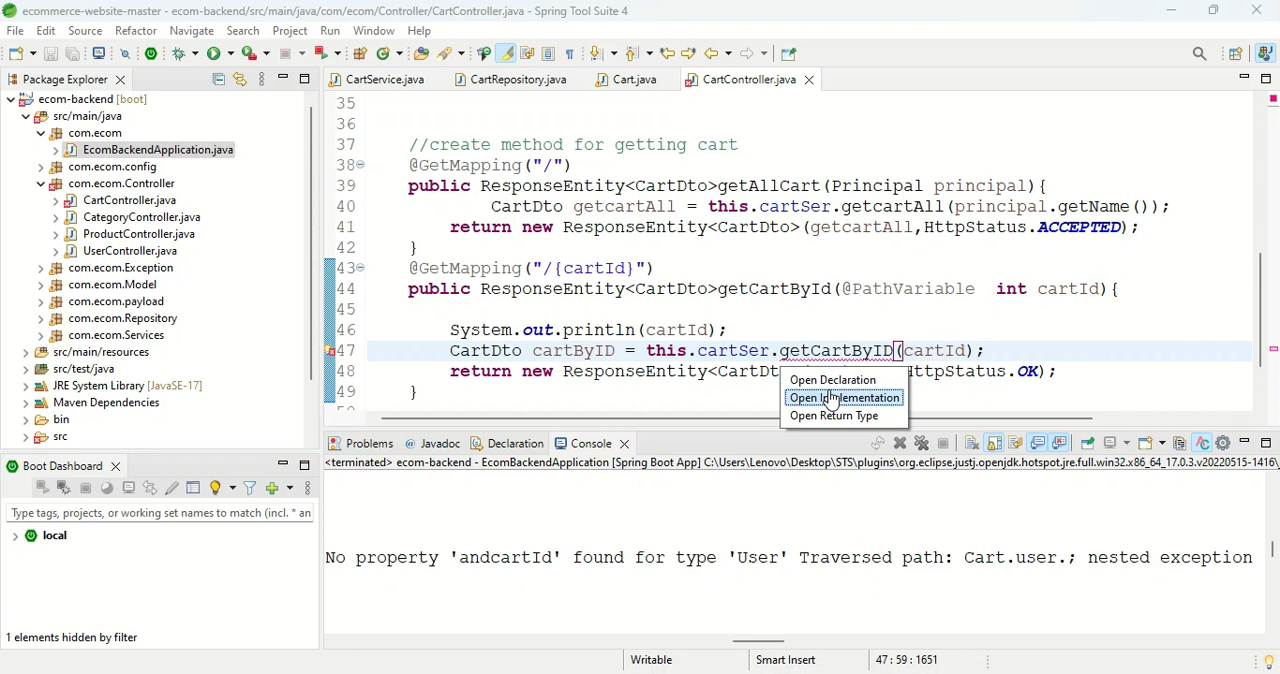 ecommerce-website-master - ecom-backend/src/main/java/com/ecom/Controller/CartController.java - Spring Tool Suite 4
File Edit Source Refactor Navigate Search Project Run Window Help
Package Explorer
ecom-backend [boot]
src/main/java
com.ecom
EcomBackendApplication.java
com.ecom.config
com.ecom.Controller
CartController.java
CategoryController.java
ProductController.java
UserController.java
com.ecom.Exception
com.ecom.Model
com.ecom.payload
com.ecom.Repository
com.ecom.Services
src/main/resources
src/test/java
JRE System Library [JavaSE-17]
Maven Dependencies
bin
src
CartService.java CartRepository.java Cart.java CartController.java
35
36
37 //create method for getting cart
38 @GetMapping("/")
39 public ResponseEntity<CartDto>getAllCart(Principal principal){
40 CartDto getcartAll = this.cartSer.getcartAll(principal.getName());
41 return new ResponseEntity<CartDto>(getcartAll,HttpStatus.ACCEPTED);
42 }
43 @GetMapping("/{cartId}")
44 public ResponseEntity<CartDto>getCartById(@PathVariable int cartId){
45
46 System.out.println(cartId);
47 CartDto cartByID = this.cartSer.getCartByID(cartId);
48 return new ResponseEntity<CartDt HttpStatus.OK);
49 }
Open Declaration
Open Implementation
Open Return Type
Boot Dashboard
Type tags, projects, or working set names to match (incl. * an
local
1 elements hidden by filter
Problems Javadoc Declaration Console
<terminated> ecom-backend - EcomBackendApplication [Spring Boot App] C:\Users\Lenovo\Desktop\STS\plugins\org.eclipse.justj.openjdk.hotspot.jre.full.win32.x86_64_17.0.3.v20220515-1416\
No property 'andcartId' found for type 'User' Traversed path: Cart.user.; nested exception
Writable Smart Insert 47 : 59 : 1651